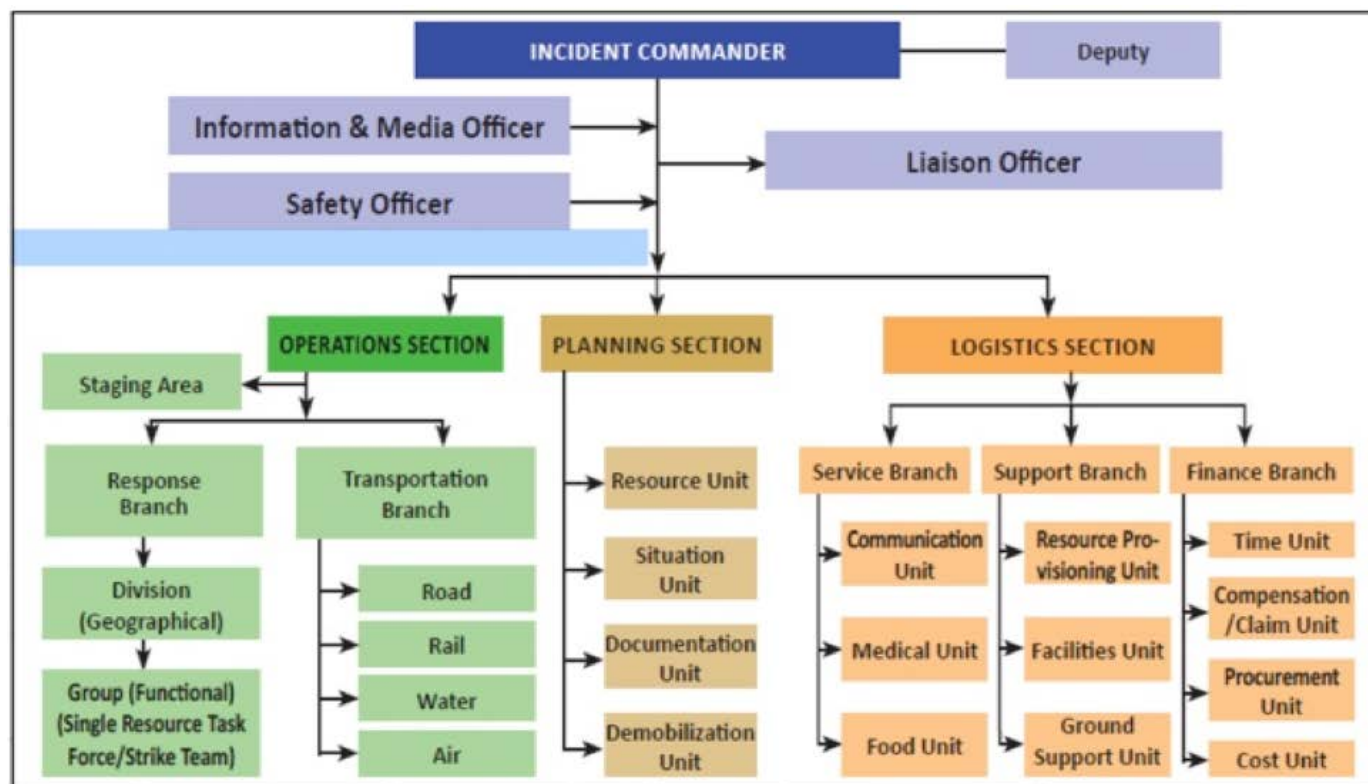 INCIDENT COMMANDER
Deputy
Information & Media Officer
Liaison Officer
Safety Officer
OPERATIONS SECTION
PLANNING SECTION
LOGISTICS SECTION
Staging Area
Response
Branch
Transportation
Branch
Division
(Geographical)
Group (Functional)
(Single Resource Task
Force/Strike Team)
Road
Rail
Water
Air
Resource Unit
Situation
Unit
Documentation
Unit
Demobilization
Unit
Service Branch
Communication
Unit
Medical Unit
Food Unit
Support Branch
Resource Pro-
visioning Unit
Facilities Unit
Ground
Support Unit
Finance Branch
Time Unit
Compensation
/Claim Unit
Procurement
Unit
Cost Unit